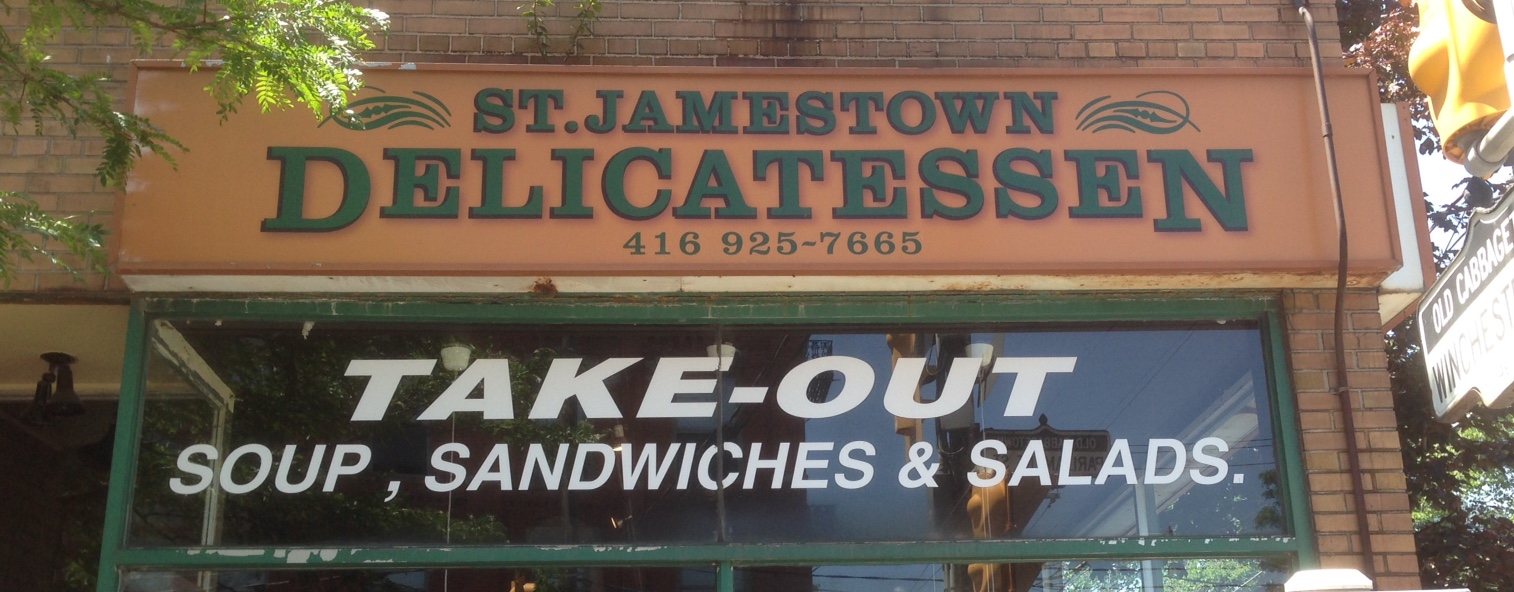 ST. JAMESTOWN
DELICATESSEN
416 925-7665
TAKE-OUT
SOUP, SANDWICHES & SALADS.
OLD CABBAGE